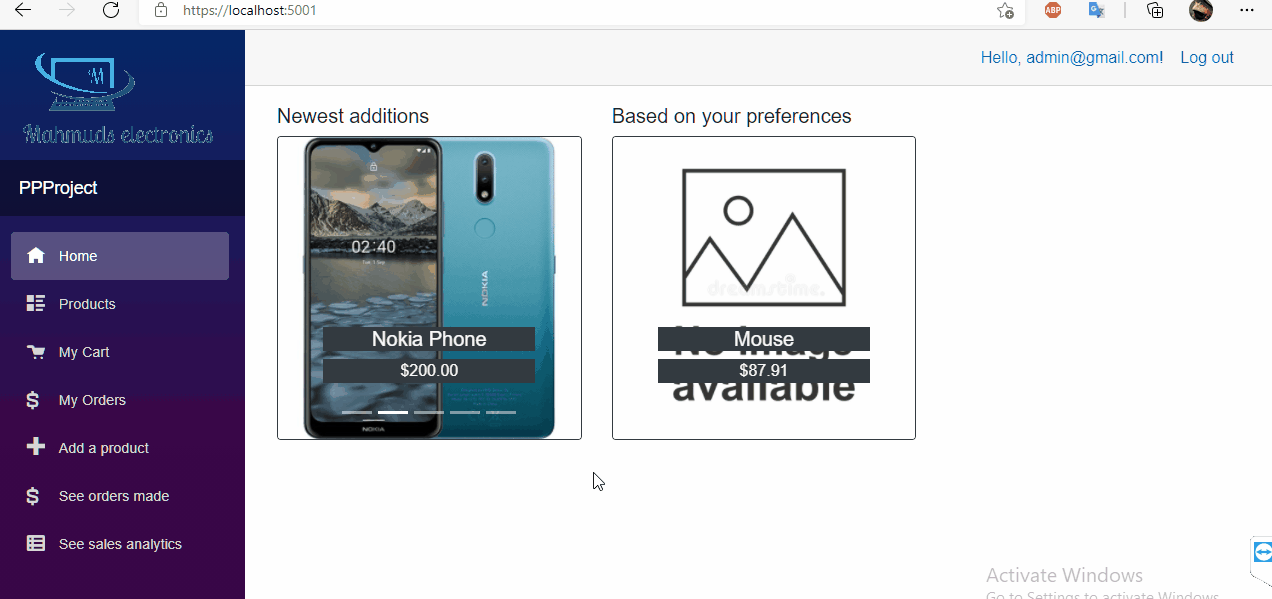 https://localhost:5001
ABP
M
Mahmuds electronics
PPProject
Home
Products
My Cart
My Orders
Add a product
See orders made
See sales analytics
Hello, admin@gmail.com!
Log out
Newest additions
02:40
NOKIA
Nokia Phone
$200.00
NOKIA
Based on your preferences
dreamstime.
Mouse
No image
$87.91
available
Activate Windows
Go to Settings to activate Windows.